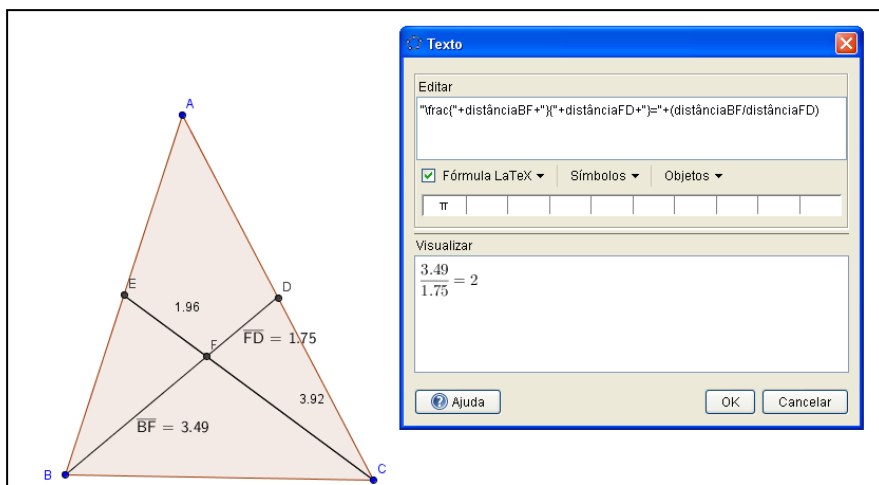 Texto
Editar
"\frac{"+distânciaBF+"}{"+distânciaFD+"}="+(distânciaBF/distânciaFD)
Fórmula LaTeX
Símbolos
Objetos
π
Visualizar
3.49
1.75
= 2
Ajuda
OK
Cancelar
A
E
D
1.96
F
FD = 1.75
3.92
BF = 3.49
B
C